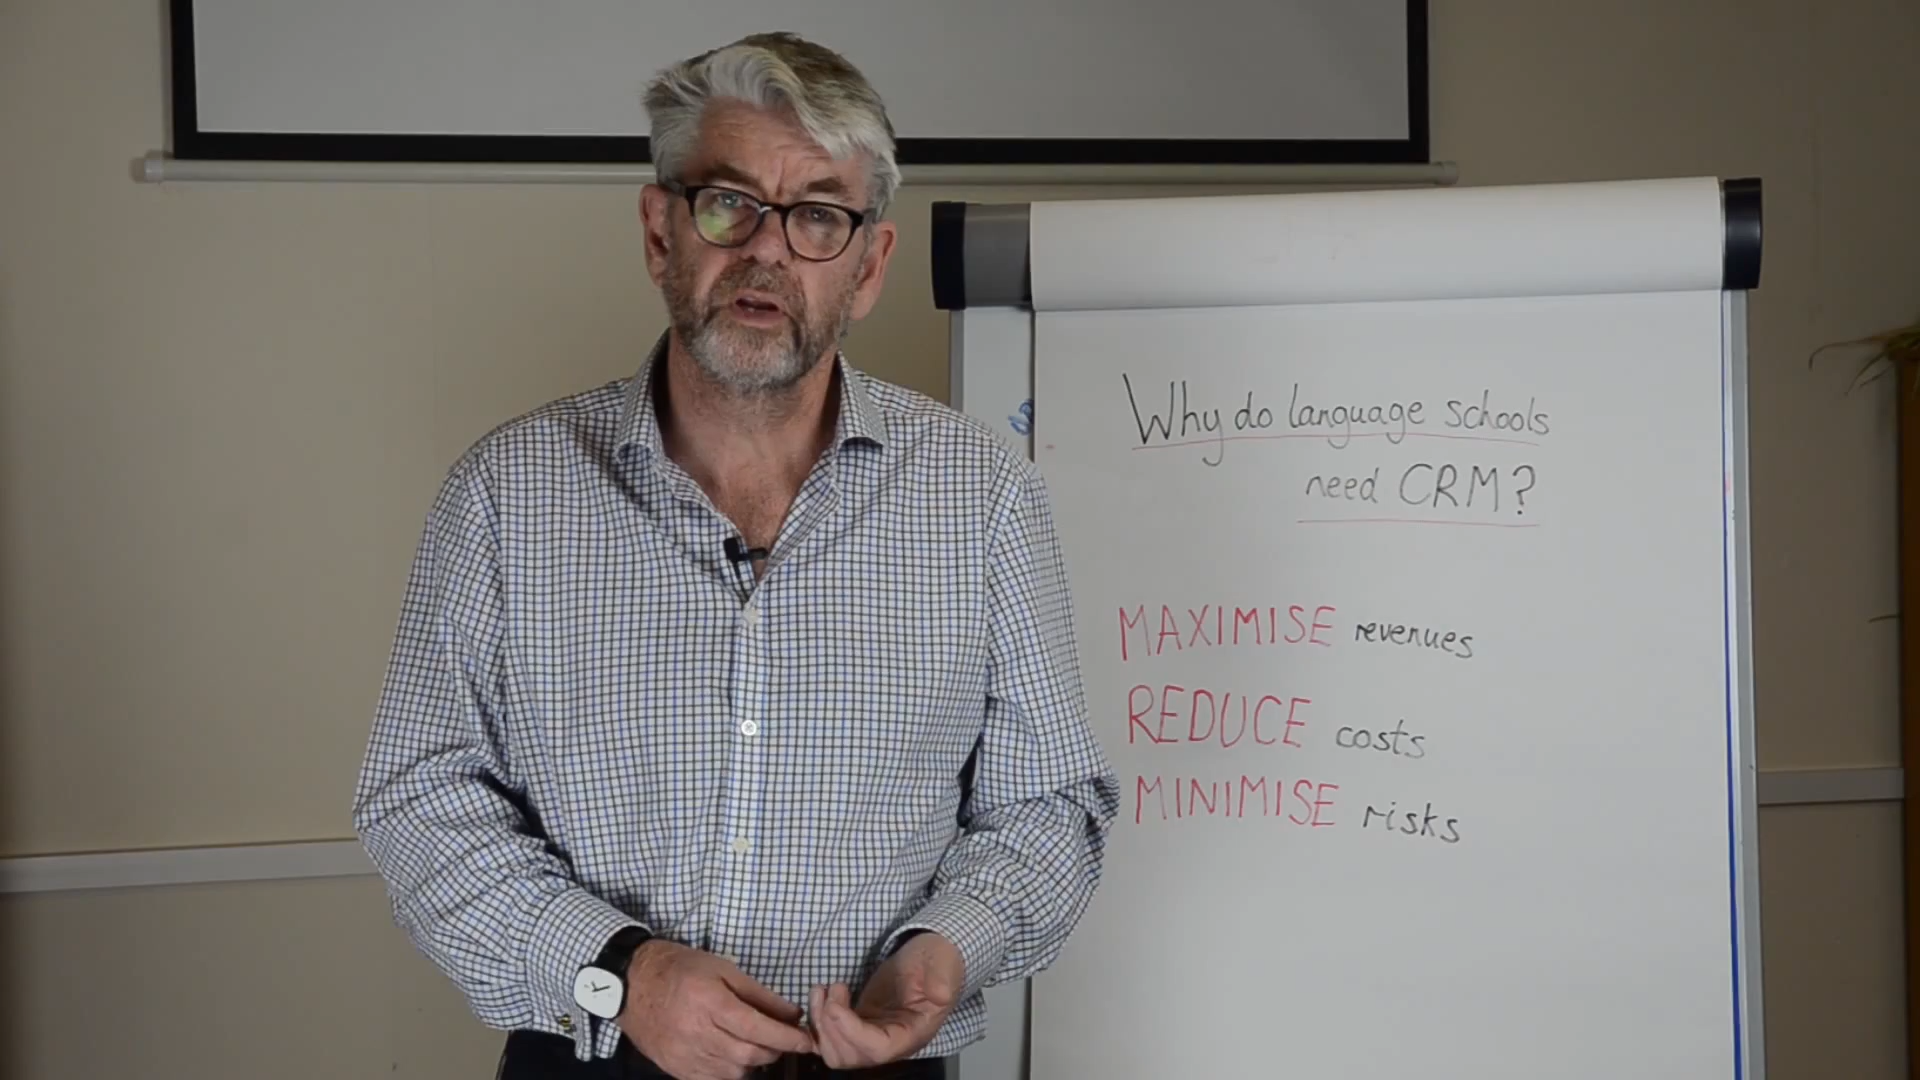 Why do language schools
need CRM?
MAXIMISE revenues
REDUCE costs
MINIMISE risks